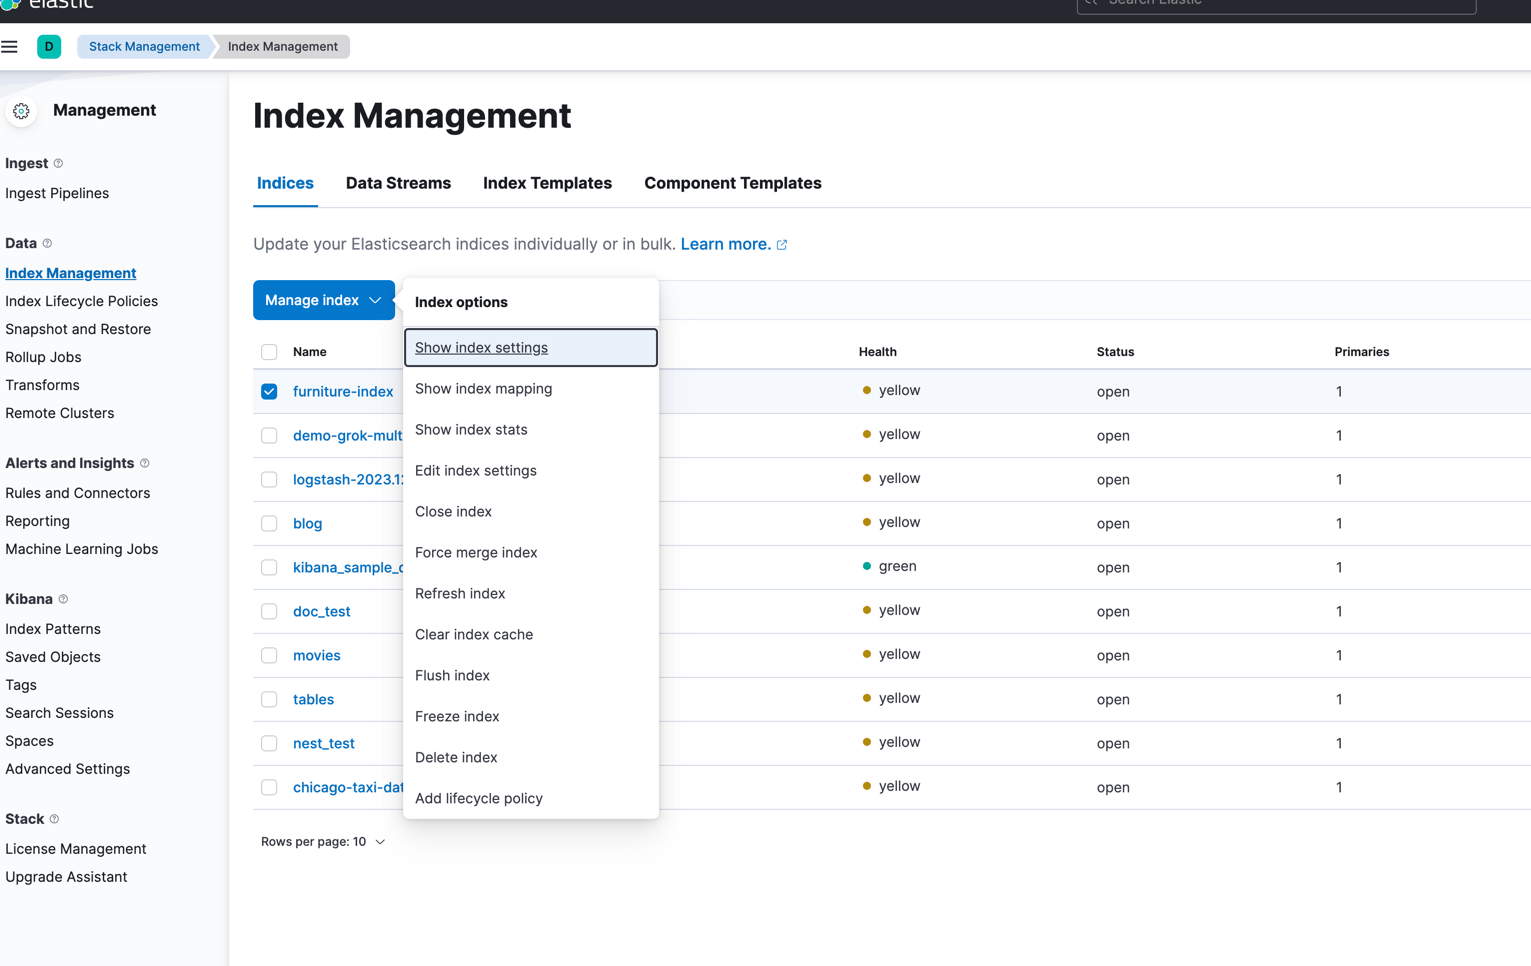 elastic
Search Elastic
D
Stack Management
Index Management
Management
Ingest
Ingest Pipelines
Data
Index Management
Index Lifecycle Policies
Snapshot and Restore
Rollup Jobs
Transforms
Remote Clusters
Alerts and Insights
Rules and Connectors
Reporting
Machine Learning Jobs
Kibana
Index Patterns
Saved Objects
Tags
Search Sessions
Spaces
Advanced Settings
Stack
License Management
Upgrade Assistant
Index Management
Indices Data Streams Index Templates Component Templates
Update your Elasticsearch indices individually or in bulk. Learn more.
Manage index
Index options
Show index settings
Show index mapping
Show index stats
Edit index settings
Close index
Force merge index
Refresh index
Clear index cache
Flush index
Freeze index
Delete index
Add lifecycle policy
Name Health Status Primaries
furniture-index yellow open 1
demo-grok-mult yellow open 1
logstash-2023.12 yellow open 1
blog yellow open 1
kibana_sample_d green open 1
doc_test yellow open 1
movies yellow open 1
tables yellow open 1
nest_test yellow open 1
chicago-taxi-dat yellow open 1
Rows per page: 10